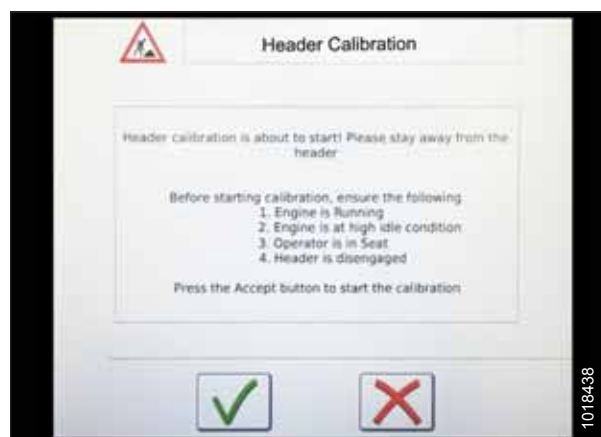 Header Calibration
Header calibration is about to start! Please stay away from the
header
Before starting calibration, ensure the following
1. Engine is Running
2. Engine is at high idle condition
3. Operator is in Seat
4. Header is disengaged
Press the Accept button to start the calibration
1018438